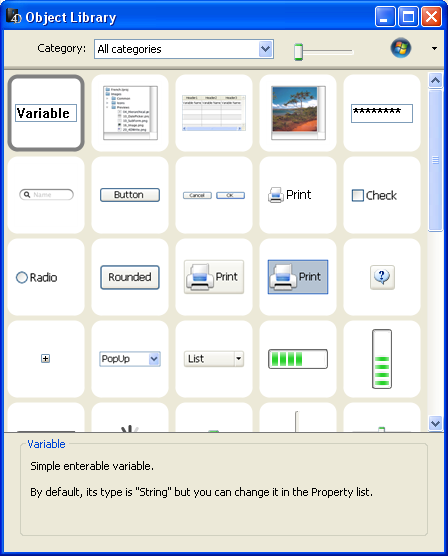 4D Object Library
Category: All categories
Variable
Name
Button
Cancel OK
Print
Check
Radio
Rounded
Print
Print
PopUp
List
Variable
Simple enterable variable.
By default, its type is "String" but you can change it in the Property list.